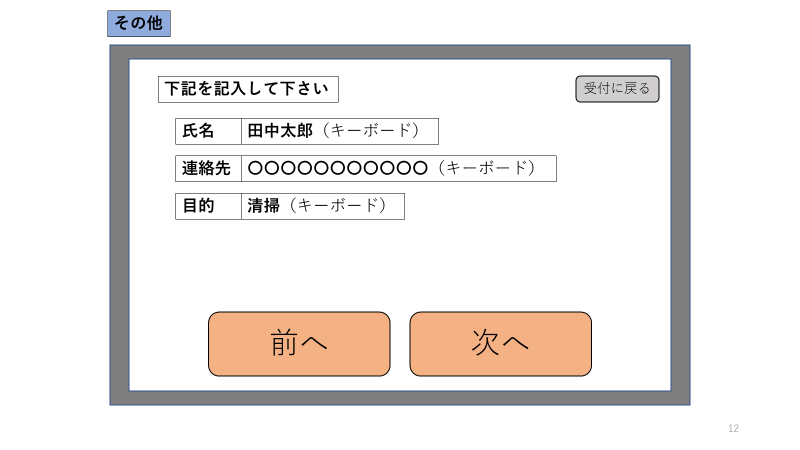 その他
下記を記入して下さい
受付に戻る
氏名 田中太郎（キーボード）
連絡先 〇〇〇〇〇〇〇〇〇〇〇（キーボード）
目的 清掃（キーボード）
前へ 次へ
12